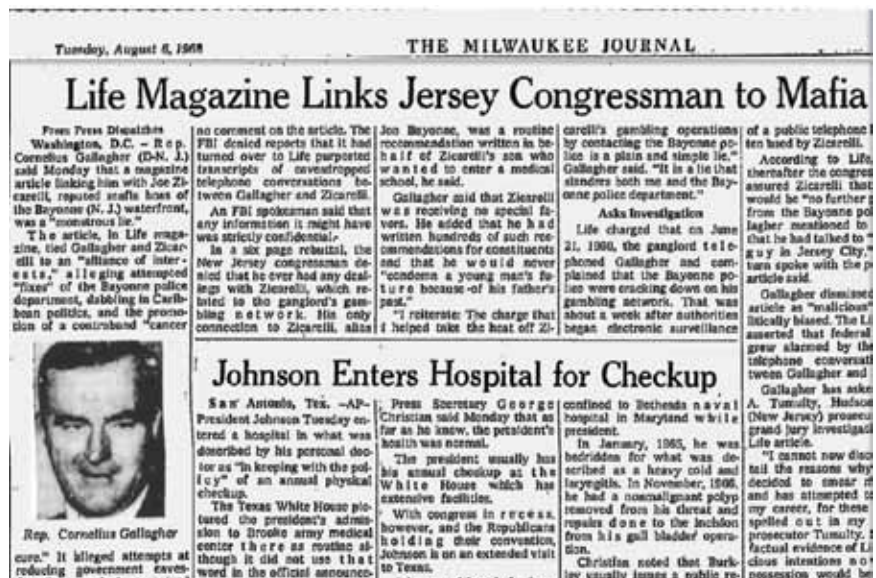 Tuesday, August 6, 1968
THE MILWAUKEE JOURNAL
Life Magazine Links Jersey Congressman to Mafia
From Press Dispatches
Washington, D.C. – Rep.
Cornelius Gallagher (D-N. J.)
said Monday that a magazine
article linking him with Joe Zi-
carelli, reputed mafia boss of
the Bayonne (N. J.) waterfront,
was a "monstrous lie."
The article, in Life maga-
zine, tied Gallagher and Zicar-
elli to an "alliance of inter-
ests," alleging attempted
"fixes" of the Bayonne police
department, dabbling in Carib-
bean politics, and the promo-
tion of a contraband "cancer
Rep. Cornelius Gallagher
cure." It alleged attempts at
reducing government eaves-
no comment on the article. The
FBI denied reports that it had
turned over to Life purported
transcripts of eavesdropped
telephone conversations be-
tween Gallagher and Zicarelli.
An FBI spokesman said that
any information it might have
was strictly confidential.
In a six page rebuttal, the
New Jersey congressman de-
nied that he ever had any deal-
ings with Zicarelli, which re-
lated to the ganglord's gam-
bling network. His only
connection to Zicarelli, alias
Joe Bayonne, was a routine
recommendation written in be-
half of Zicarelli's son who
wanted to enter a medical
school, he said.
Gallagher said that Zicarelli
was receiving no special fa-
vors. He added that he had
written hundreds of such rec-
ommendations for constituents
and that he would never
"condemn a young man's fu-
ture because of his father's
past."
"I reiterate: The charge that
I helped take the heat off Zi-
carelli's gambling operations
by contacting the Bayonne po-
lice is a plain and simple lie."
Gallagher said. "It is a lie that
slanders both me and the Bay-
onne police department."
Asks Investigation
Life charged that on June
21, 1960, the ganglord tele-
phoned Gallagher and com-
plained that the Bayonne po-
lice were cracking down on his
gambling network. That was
about a week after authorities
began electronic surveillance
of a public telephone
ten used by Zicarelli.
According to Life,
thereafter the congres
assured Zicarelli that
would be "no further
from the Bayonne pol
lagher mentioned to
that he had talked to "
guy in Jersey City,"
turn spoke with the p
article said.
Gallagher dismissed
article as "malicious"
litically biased. The Li
asserted that federal
grew alarmed by the
telephone conversati
tween Gallagher and
Gallagher has asked
A. Tumulty, Hudson
(New Jersey) prosecu
grand jury investigati
Life article.
"I cannot now disc
tail the reasons why
decided to smear m
and has attempted to
my career, for these
spelled out in my
prosecutor Tumulty.
factual evidence of Li
cious intentions not
possession would be
Johnson Enters Hospital for Checkup
San Antonio, Tex. –AP–
President Johnson Tuesday en-
tered a hospital in what was
described by his personal doc-
tor as "in keeping with the pol-
icy" of an annual physical
checkup.
The Texas White House pic-
tured the president's admis-
sion to Brooke army medical
center there as routine al-
though it did not use that
word in the official announce-
Press Secretary George
Christian said Monday that as
far as he knew, the president's
health was normal.
The president usually has
his annual checkup at the
White House which has
extensive facilities.
With congress in recess,
however, and the Republicans
holding their convention,
Johnson is on an extended visit
to Texas.
confined to Bethesda naval
hospital in Maryland while
president.
In January, 1965, he was
bedridden for what was de-
scribed as a heavy cold and
laryngitis. In November, 1966,
he had a nonmalignant polyp
removed from his throat and
repairs done to the incision
from his gall bladder opera-
tion.
Christian noted that Burk-
ley usually issues a public re-